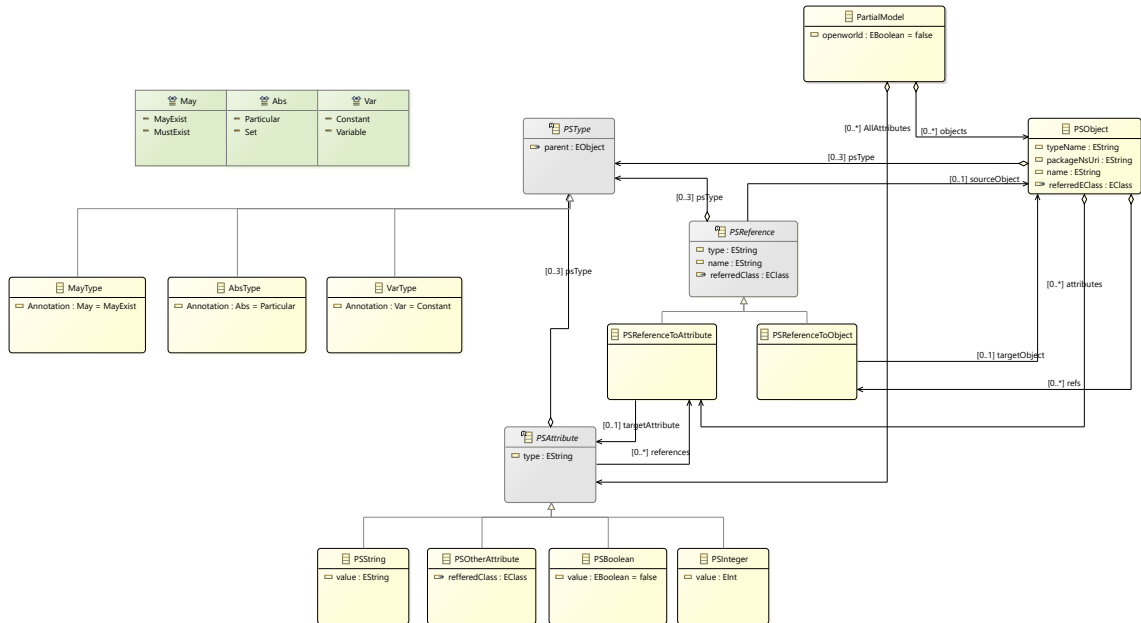 PartialModel
openworld : EBoolean = false
May
MayExist
MustExist
Abs
Particular
Set
Var
Constant
Variable
PSType
parent : EObject
[0..*] AllAttributes
[0..*] objects
PSObject
typeName : EString
packageNsUri : EString
name : EString
referredEClass : EClass
[0..3] psType
[0..1] sourceObject
[0..3] psType
PSReference
type : EString
name : EString
referredClass : EClass
[0..3] psType
[0..*] attributes
MayType
Annotation : May = MayExist
AbsType
Annotation : Abs = Particular
VarType
Annotation : Var = Constant
PSReferenceToAttribute
PSReferenceToObject
[0..1] targetObject
[0..*] refs
[0..1] targetAttribute
PSAttribute
type : EString
[0..*] references
PSString
value : EString
PSOtherAttribute
refferedClass : EClass
PSBoolean
value : EBoolean = false
PSInteger
value : EInt